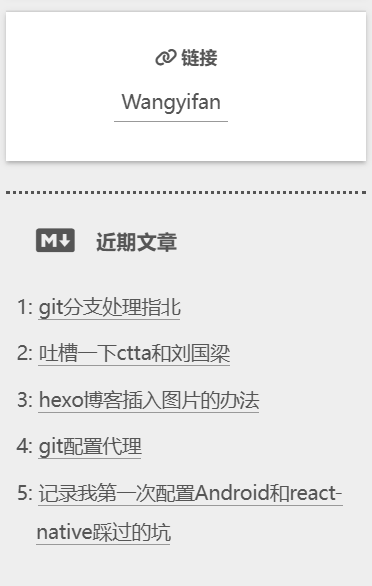 链接
Wangyifan
M↓ 近期文章
1: git分支处理指北
2: 吐槽一下ctta和刘国梁
3: hexo博客插入图片的办法
4: git配置代理
5: 记录我第一次配置Android和react-
native踩过的坑